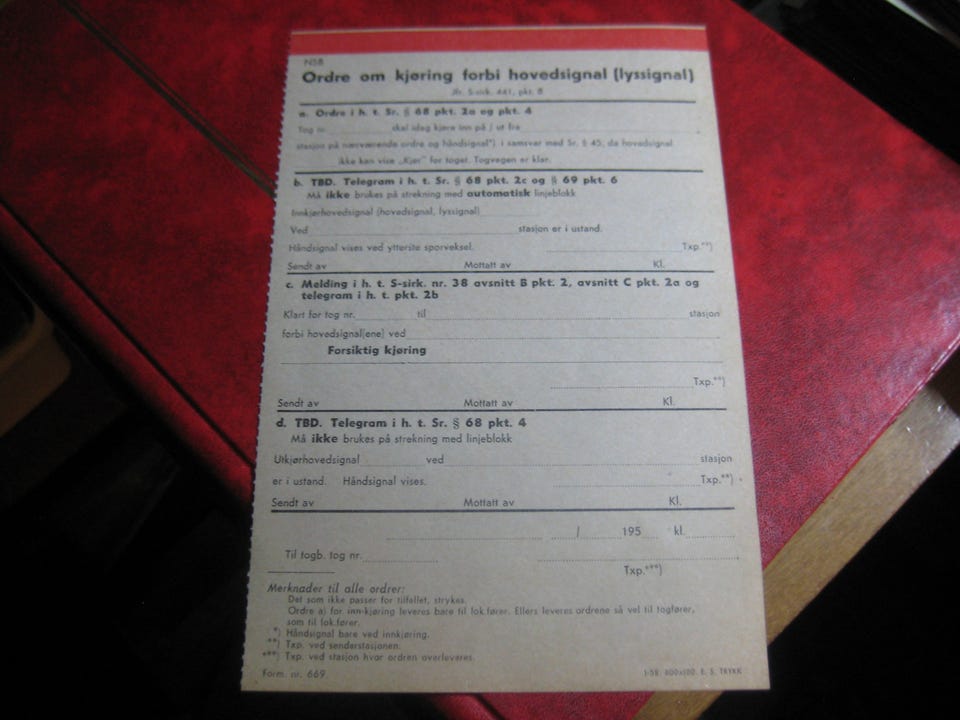 NSB
Ordre om kjøring forbi hovedsignal (lyssignal)
Jfr. S-sirk. 441, pkt. 8
a. Ordre i h. t. Sr. § 68 pkt. 2a og pkt. 4
Tog nr. skal idag kjøre inn på / ut fra
stasjon på nærværende ordre og håndsignal*) i samsvar med Sr. § 45, da hovedsignal
ikke kan vise „Kjør" for toget. Togvegen er klar.
b. TBD. Telegram i h. t. Sr. § 68 pkt. 2c og § 69 pkt. 6
Må ikke brukes på strekning med automatisk linjeblokk
Innkjørhovedsignal (hovedsignal, lyssignal)
Ved stasjon er i ustand.
Håndsignal vises ved ytterste sporveksel. Txp.**)
Sendt av Mottatt av Kl.
c. Melding i h. t. S-sirk. nr. 38 avsnitt B pkt. 2, avsnitt C pkt. 2a og
telegram i h. t. pkt. 2b
Klart for tog nr. til stasjon
forbi hovedsignal(ene) ved
Forsiktig kjøring
Txp.**)
Sendt av Mottatt av Kl.
d. TBD. Telegram i h. t. Sr. § 68 pkt. 4
Må ikke brukes på strekning med linjeblokk
Utkjørhovedsignal ved stasjon
er i ustand. Håndsignal vises. Txp.**)
Sendt av Mottatt av Kl.
/ 195 kl.
Til togb. tog nr.
Txp.***)
Merknader til alle ordrer:
Det som ikke passer for tilfellet, strykes.
Ordre a) for inn-kjøring leveres bare til lok.fører. Ellers leveres ordrene så vel til togfører,
som til lok.fører.
*) Håndsignal bare ved innkjøring.
**) Txp. ved senderstasjonen.
***) Txp. ved stasjon hvor ordren overleveres.
Form. nr. 669. 1-58. 800x100. E. S. TRYKK